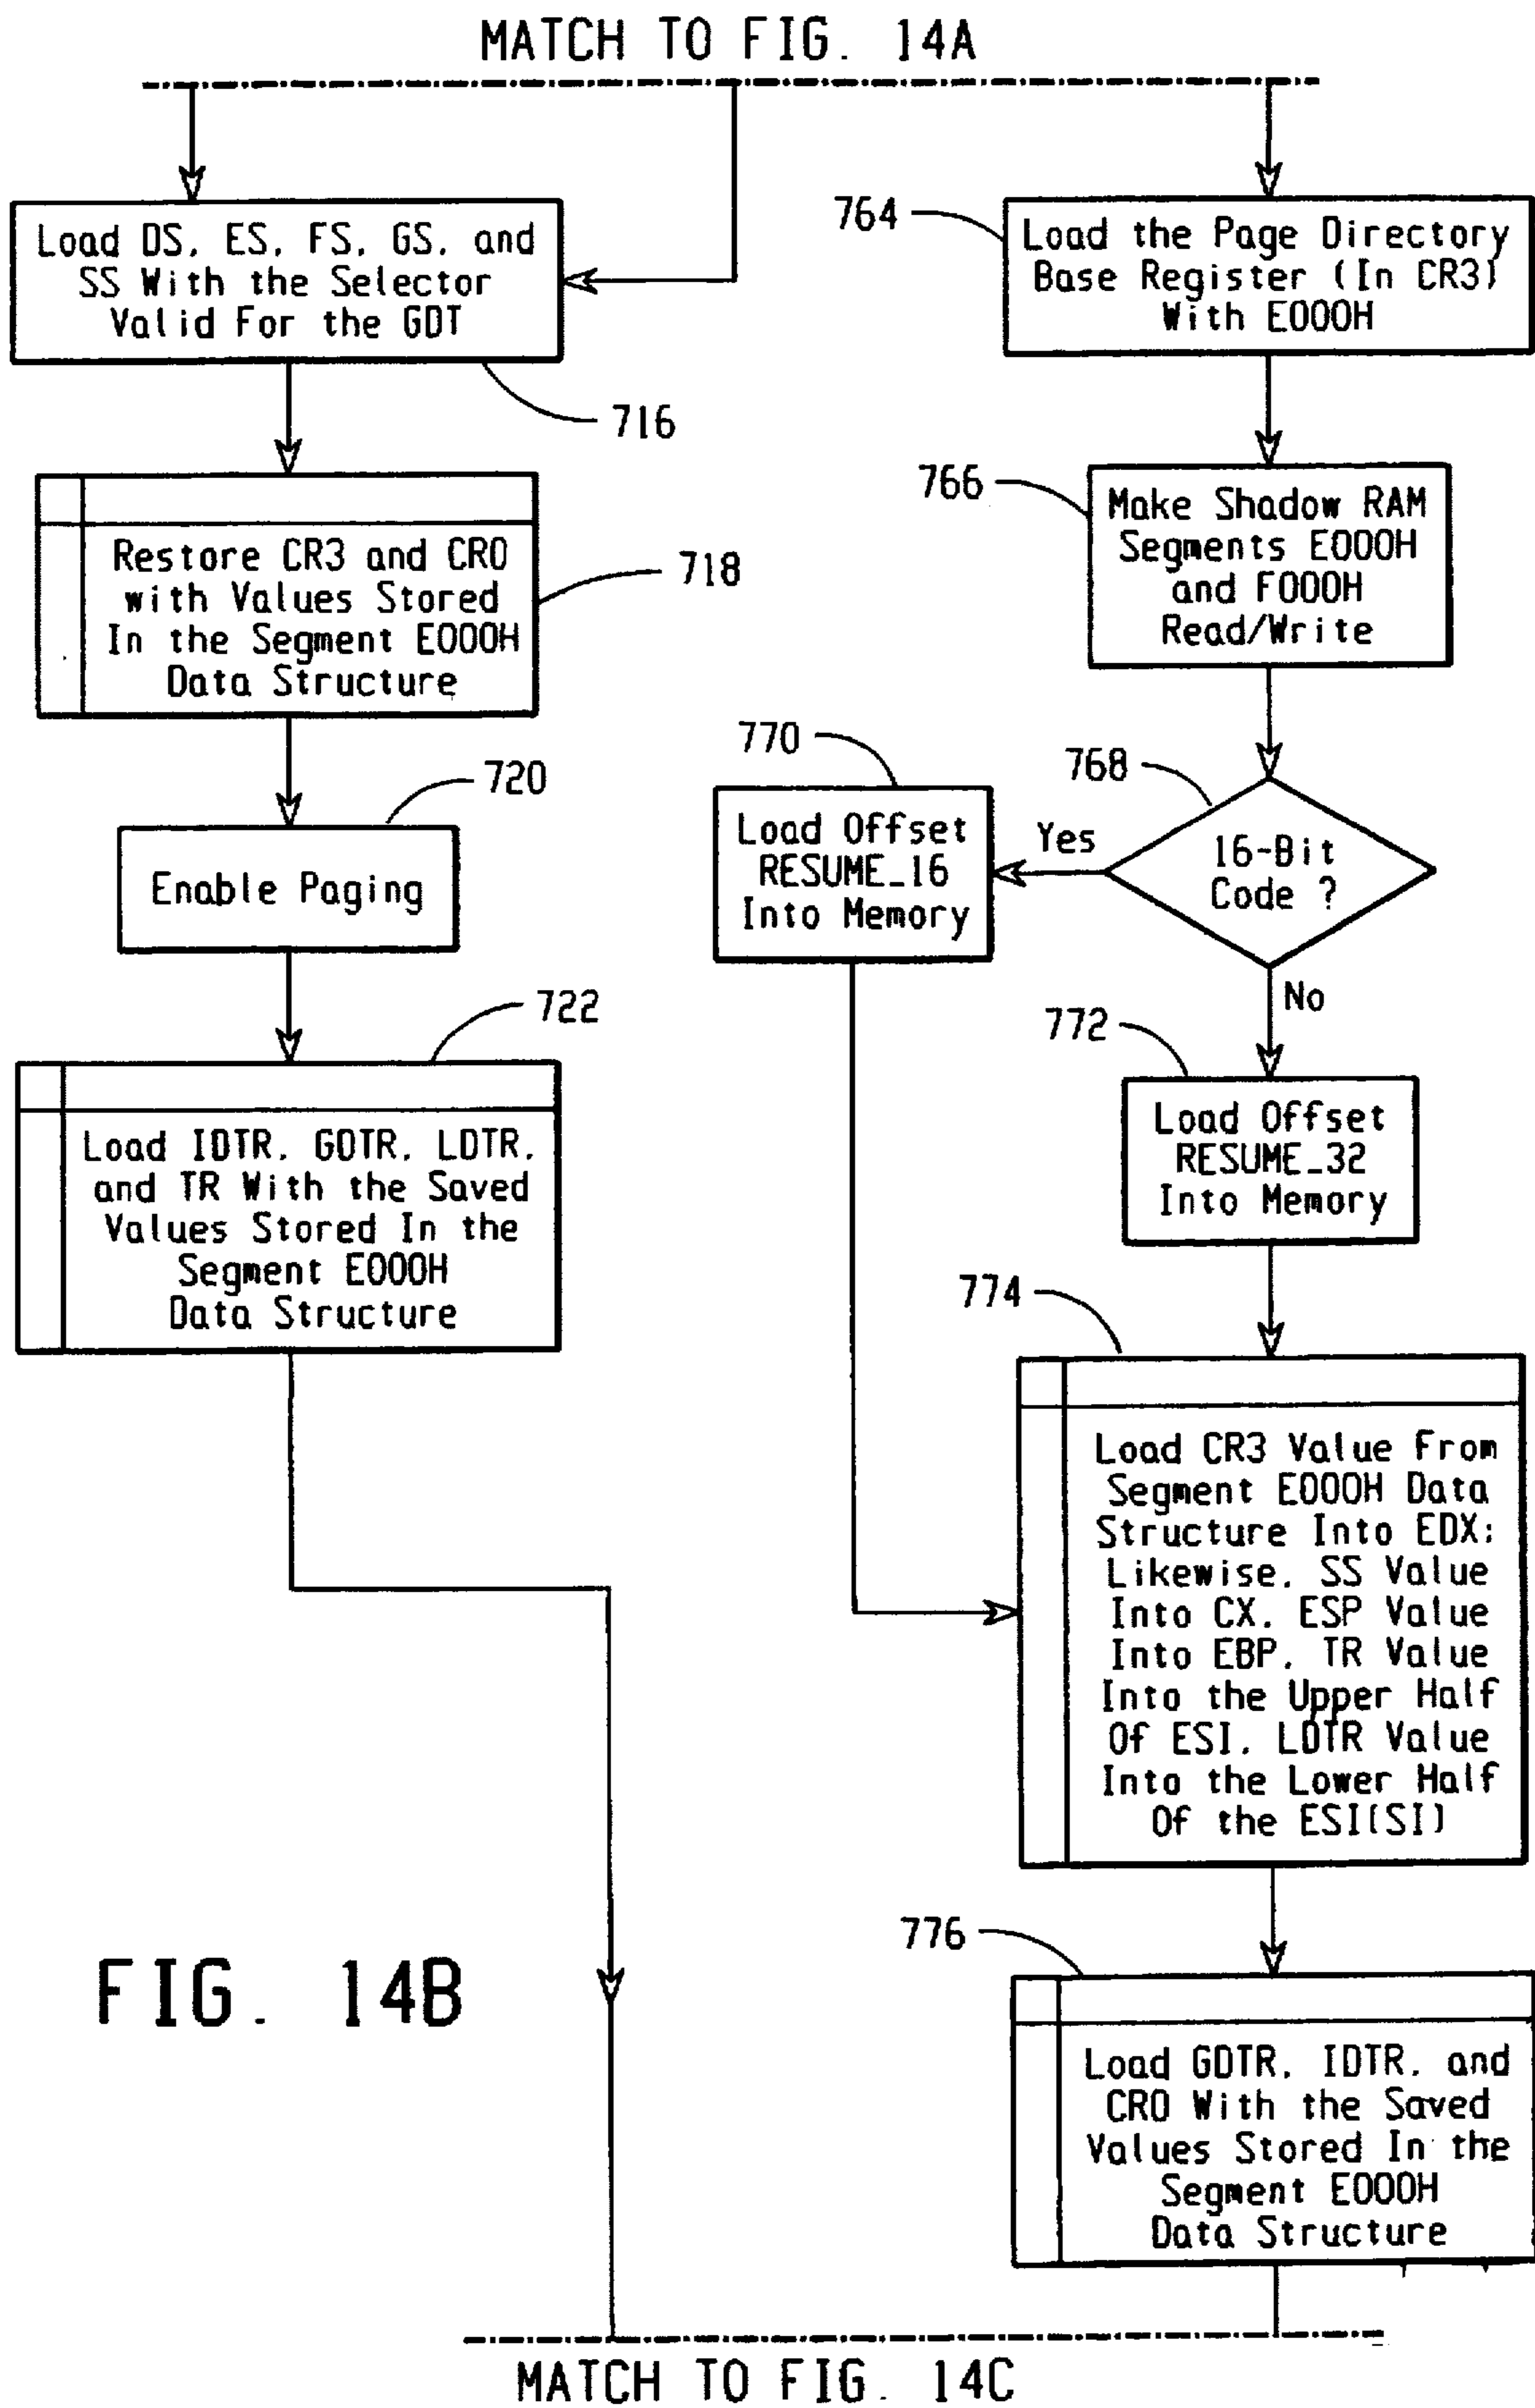 MATCH TO FIG. 14A
Load DS, ES, FS, GS, and
SS With the Selector
Valid For the GDT
716
Restore CR3 and CR0
with Values Stored
In the Segment E000H
Data Structure
718
720
Enable Paging
722
Load IDTR, GDTR, LDTR,
and TR With the Saved
Values Stored In the
Segment E000H
Data Structure
764
Load the Page Directory
Base Register (In CR3)
With E000H
766
Make Shadow RAM
Segments E000H
and F000H
Read/Write
768
16-Bit
Code ?
Yes
770
Load Offset
RESUME_16
Into Memory
No
772
Load Offset
RESUME_32
Into Memory
774
Load CR3 Value From
Segment E000H Data
Structure Into EDX;
Likewise, SS Value
Into CX, ESP Value
Into EBP, TR Value
Into the Upper Half
Of ESI, LDTR Value
Into the Lower Half
Of the ESI(SI)
776
Load GDTR, IDTR, and
CR0 With the Saved
Values Stored In the
Segment E000H
Data Structure
FIG. 14B
MATCH TO FIG. 14C